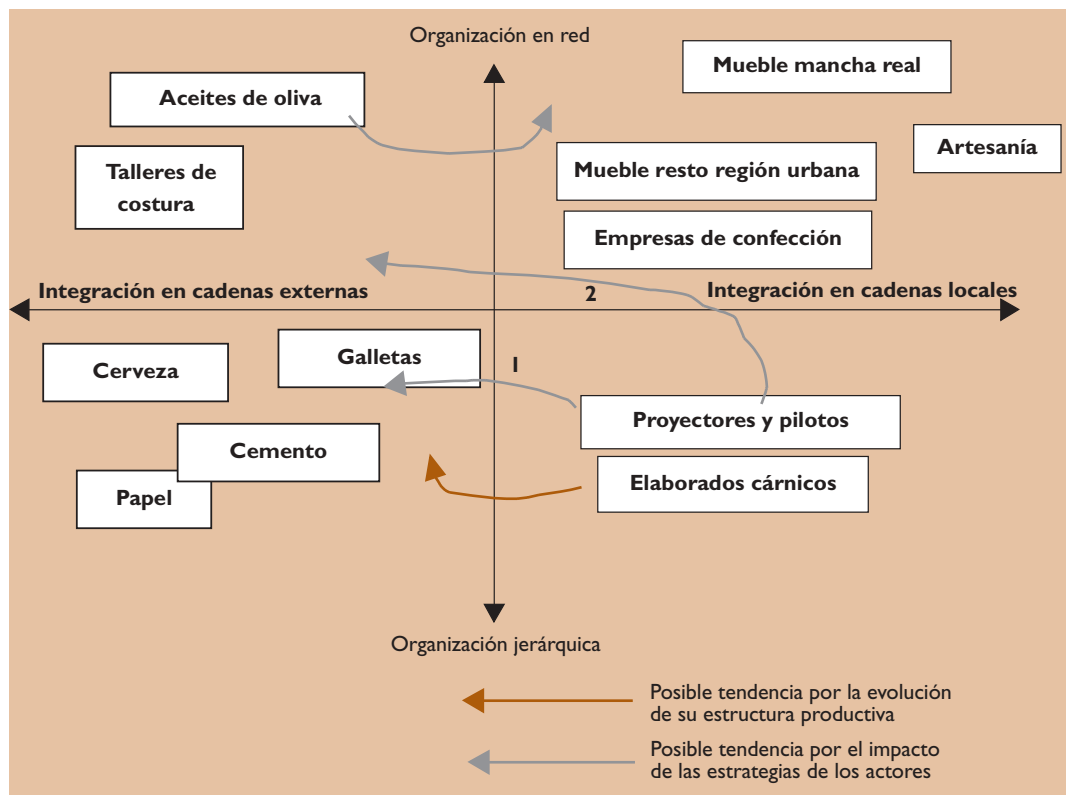 Organización en red
Mueble mancha real
Aceites de oliva
Artesanía
Talleres de
costura
Mueble resto región urbana
Empresas de confección
Integración en cadenas externas
2
Integración en cadenas locales
Galletas
1
Cerveza
Proyectores y pilotos
Cemento
Elaborados cárnicos
Papel
Organización jerárquica
Posible tendencia por la evolución
de su estructura productiva
Posible tendencia por el impacto
de las estrategias de los actores